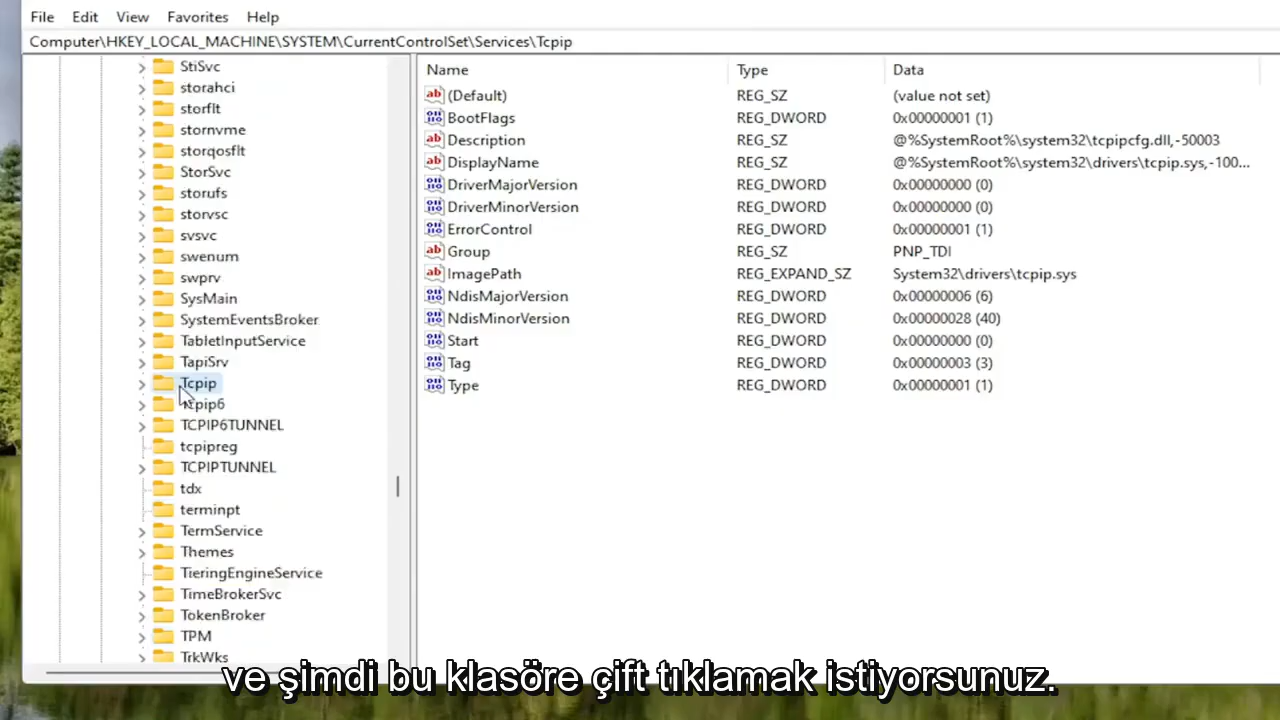 File Edit View Favorites Help
Computer\HKEY_LOCAL_MACHINE\SYSTEM\CurrentControlSet\Services\Tcpip
StiSvc
storahci
storflt
stornvme
storqosflt
StorSvc
storufs
storvsc
svsvc
swenum
swprv
SysMain
SystemEventsBroker
TabletInputService
TapiSrv
Tcpip
Tcpip6
TCPIP6TUNNEL
tcpipreg
TCPIPTUNNEL
tdx
terminpt
TermService
Themes
TieringEngineService
TimeBrokerSvc
TokenBroker
TPM
TrkWks
Name Type Data
(Default) REG_SZ (value not set)
BootFlags REG_DWORD 0x00000001 (1)
Description REG_SZ @%SystemRoot%\system32\tcpipcfg.dll,-50003
DisplayName REG_SZ @%SystemRoot%\system32\drivers\tcpip.sys,-100...
DriverMajorVersion REG_DWORD 0x00000000 (0)
DriverMinorVersion REG_DWORD 0x00000000 (0)
ErrorControl REG_DWORD 0x00000001 (1)
Group REG_SZ PNP_TDI
ImagePath REG_EXPAND_SZ System32\drivers\tcpip.sys
NdisMajorVersion REG_DWORD 0x00000006 (6)
NdisMinorVersion REG_DWORD 0x00000028 (40)
Start REG_DWORD 0x00000000 (0)
Tag REG_DWORD 0x00000003 (3)
Type REG_DWORD 0x00000001 (1)
ve şimdi bu klasöre çift tıklamak istiyorsunuz.